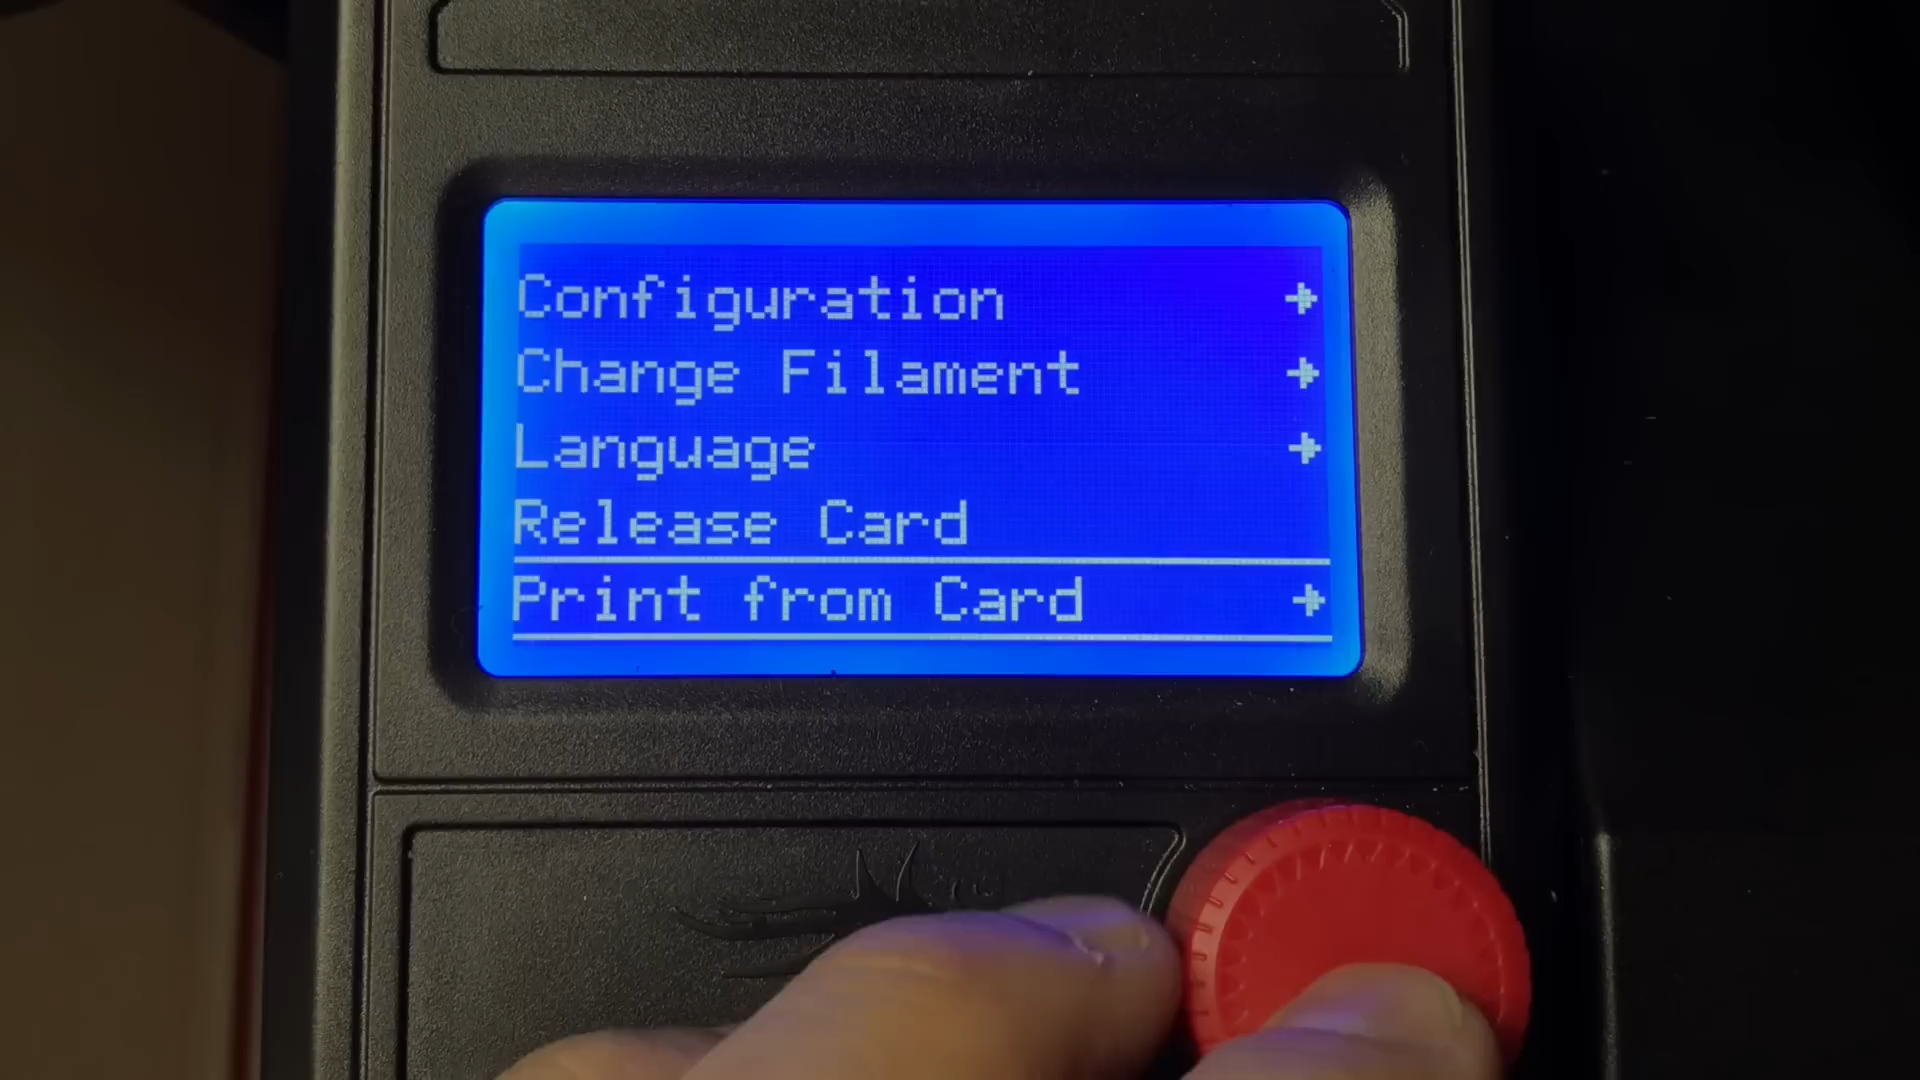 Configuration
Change Filament
Language
Release Card
Print from Card